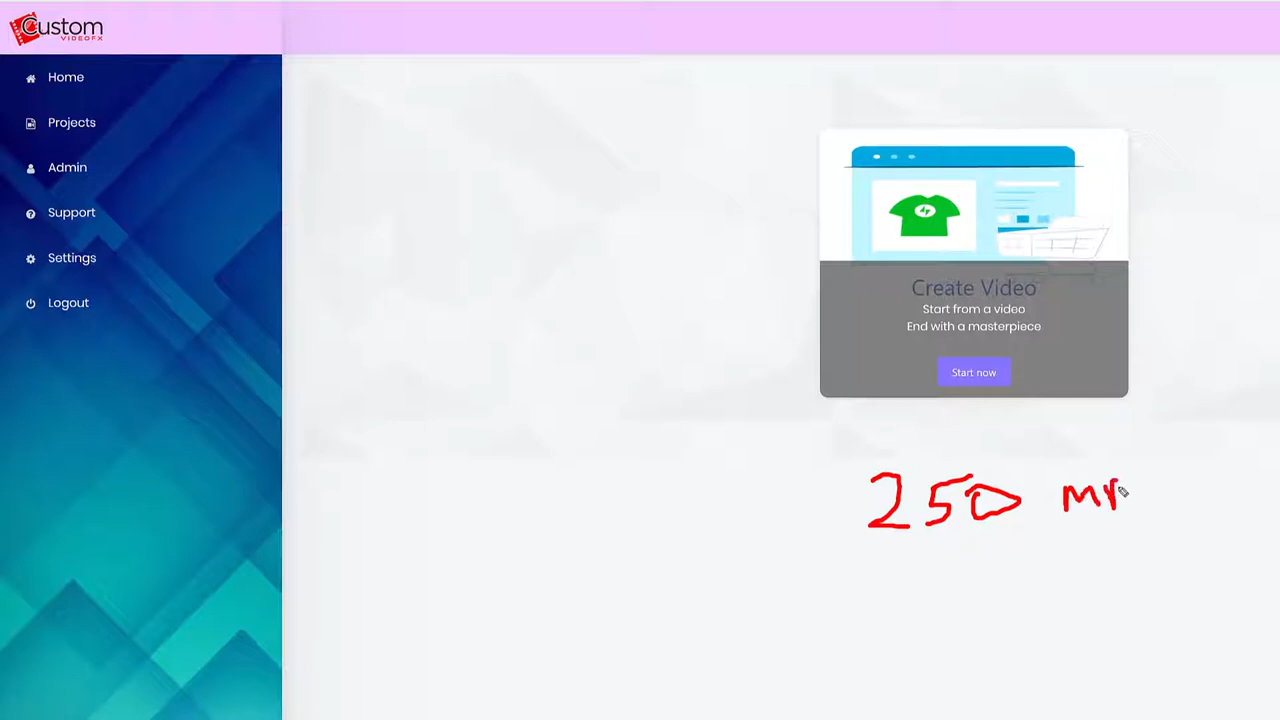 Custom
VIDEOFX
Home
Projects
Admin
Support
Settings
Logout
Create Video
Start from a video
End with a masterpiece
Start now
250